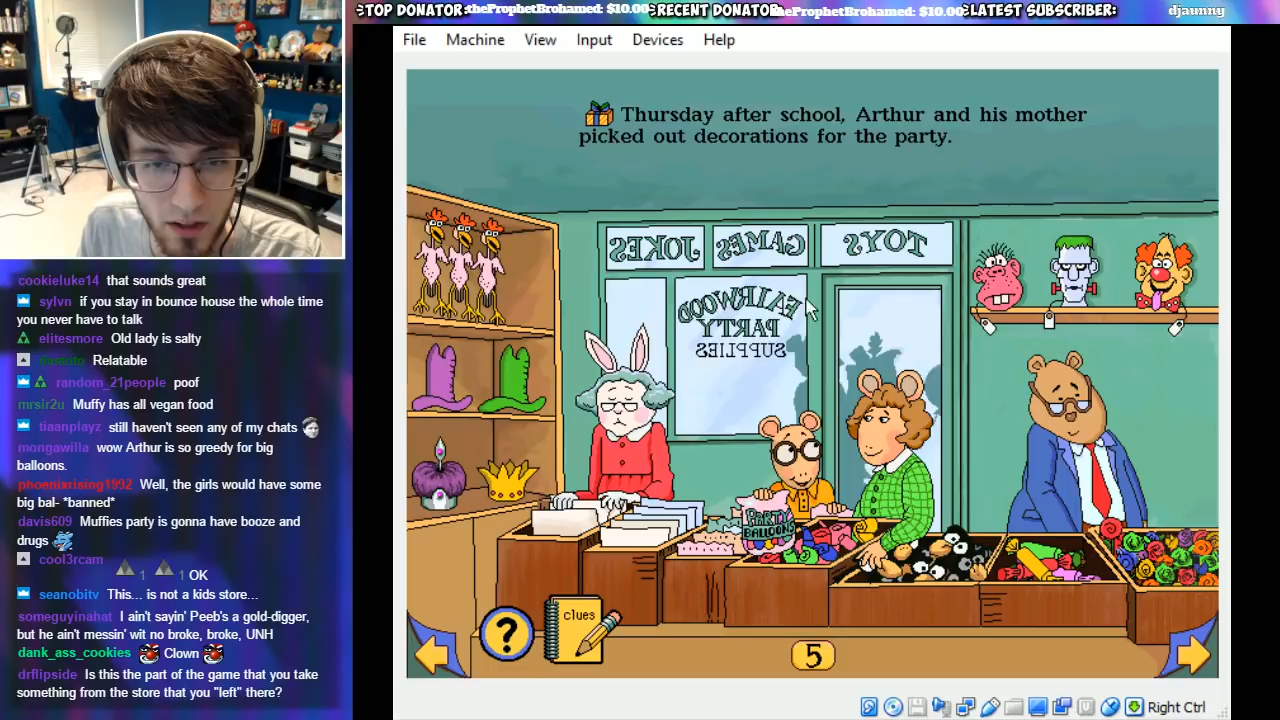 TOP DONATOR: theProphetBrohamed: $10.00 RECENT DONATOR: theProphetBrohamed: $10.00 LATEST SUBSCRIBER: djaunny
File Machine View Input Devices Help
Thursday after school, Arthur and his mother
picked out decorations for the party.
JOKES GAMES TOYS
FAIRWOOD
PARTY
SUPPLIES
PARTY
BALLOONS
?
clues
5
Right Ctrl
cookieluke14 that sounds great
sylvn if you stay in bounce house the whole time
you never have to talk
elitesmore Old lady is salty
Relatable
random_21people poof
mrsir2u Muffy has all vegan food
tiaanplayz still haven't seen any of my chats
mongawilla wow Arthur is so greedy for big
balloons.
phoenixrising1992 Well, the girls would have some
big bal- *banned*
davis609 Muffies party is gonna have booze and
drugs
cool3rcam
1 1 OK
seanobitv This... is not a kids store...
someguyinahat I ain't sayin' Peeb's a gold-digger,
but he ain't messin' wit no broke, broke, UNH
dank_ass_cookies Clown
drflipside Is this the part of the game that you take
something from the store that you "left" there?